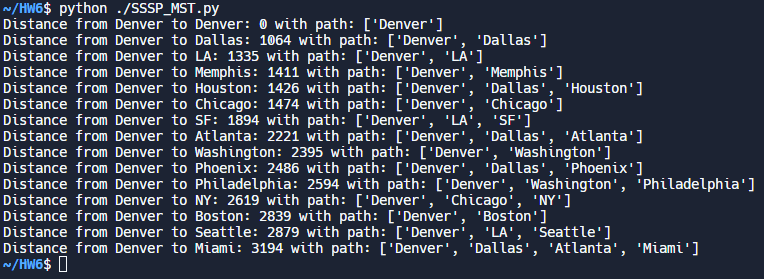 ~/HW6$ python ./SSSP_MST.py
Distance from Denver to Denver: 0 with path: ['Denver']
Distance from Denver to Dallas: 1064 with path: ['Denver', 'Dallas']
Distance from Denver to LA: 1335 with path: ['Denver', 'LA']
Distance from Denver to Memphis: 1411 with path: ['Denver', 'Memphis']
Distance from Denver to Houston: 1426 with path: ['Denver', 'Dallas', 'Houston']
Distance from Denver to Chicago: 1474 with path: ['Denver', 'Chicago']
Distance from Denver to SF: 1894 with path: ['Denver', 'LA', 'SF']
Distance from Denver to Atlanta: 2221 with path: ['Denver', 'Dallas', 'Atlanta']
Distance from Denver to Washington: 2395 with path: ['Denver', 'Washington']
Distance from Denver to Phoenix: 2486 with path: ['Denver', 'Dallas', 'Phoenix']
Distance from Denver to Philadelphia: 2594 with path: ['Denver', 'Washington', 'Philadelphia']
Distance from Denver to NY: 2619 with path: ['Denver', 'Chicago', 'NY']
Distance from Denver to Boston: 2839 with path: ['Denver', 'Boston']
Distance from Denver to Seattle: 2879 with path: ['Denver', 'LA', 'Seattle']
Distance from Denver to Miami: 3194 with path: ['Denver', 'Dallas', 'Atlanta', 'Miami']
~/HW6$